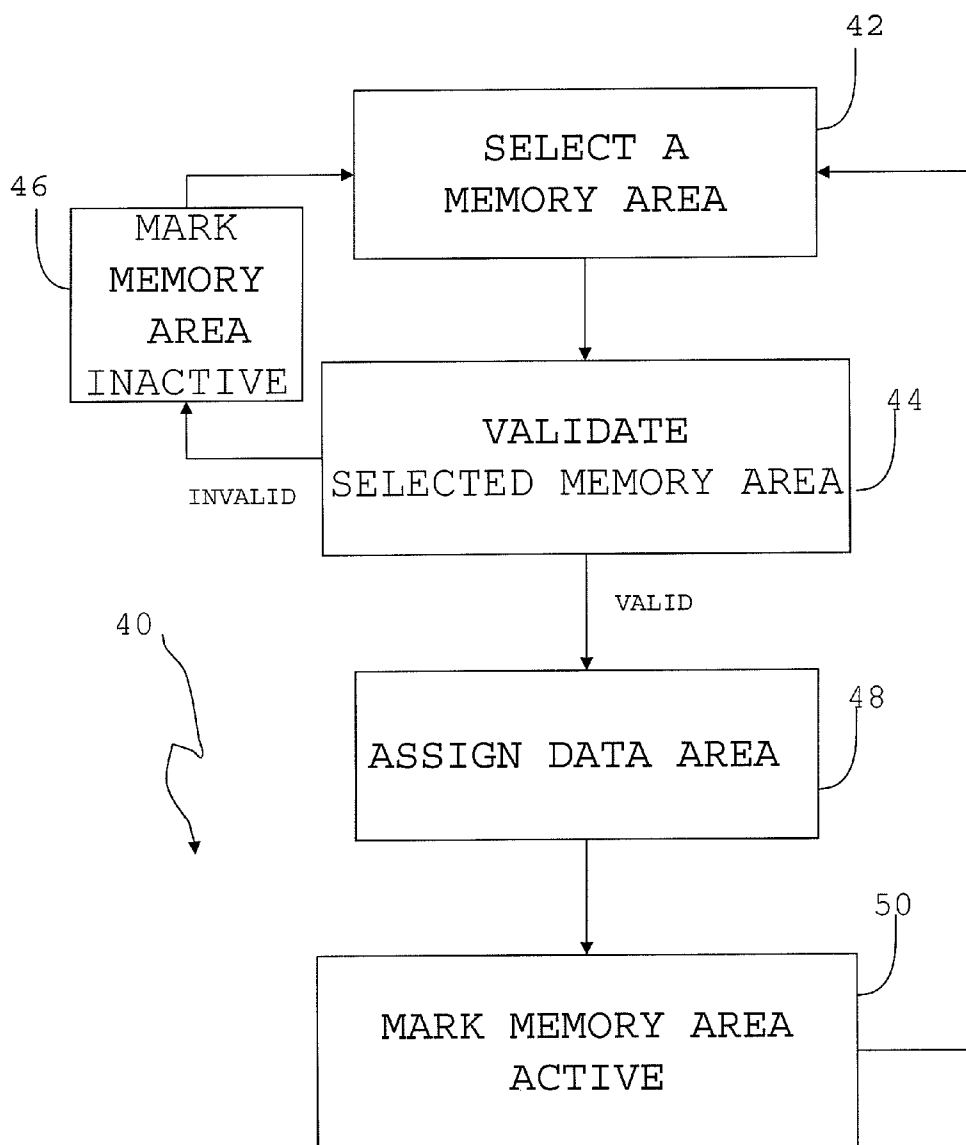 42
SELECT A
MEMORY AREA
46
MARK
MEMORY
AREA
INACTIVE
44
VALIDATE
SELECTED MEMORY AREA
INVALID
VALID
40
48
ASSIGN DATA AREA
50
MARK MEMORY AREA
ACTIVE